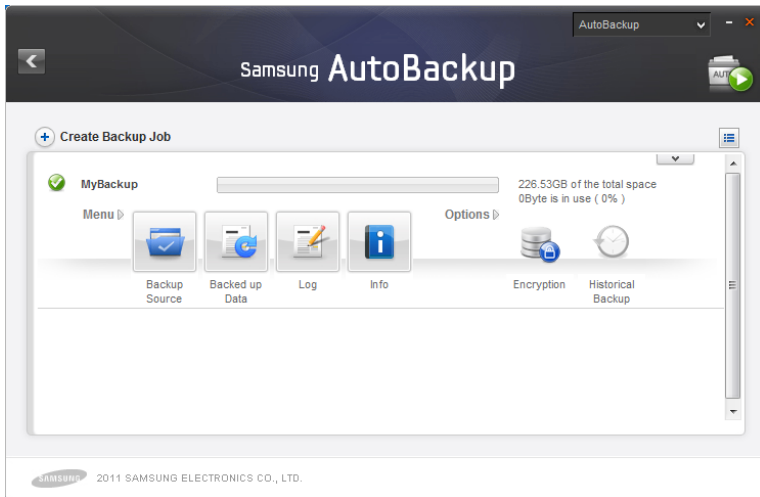 AutoBackup
Samsung AutoBackup
AUT
Create Backup Job
MyBackup
226.53GB of the total space
0Byte is in use ( 0% )
Menu
Options
Backup
Source
Backed up
Data
Log
Info
Encryption
Historical
Backup
SAMSUNG
2011 SAMSUNG ELECTRONICS CO., LTD.